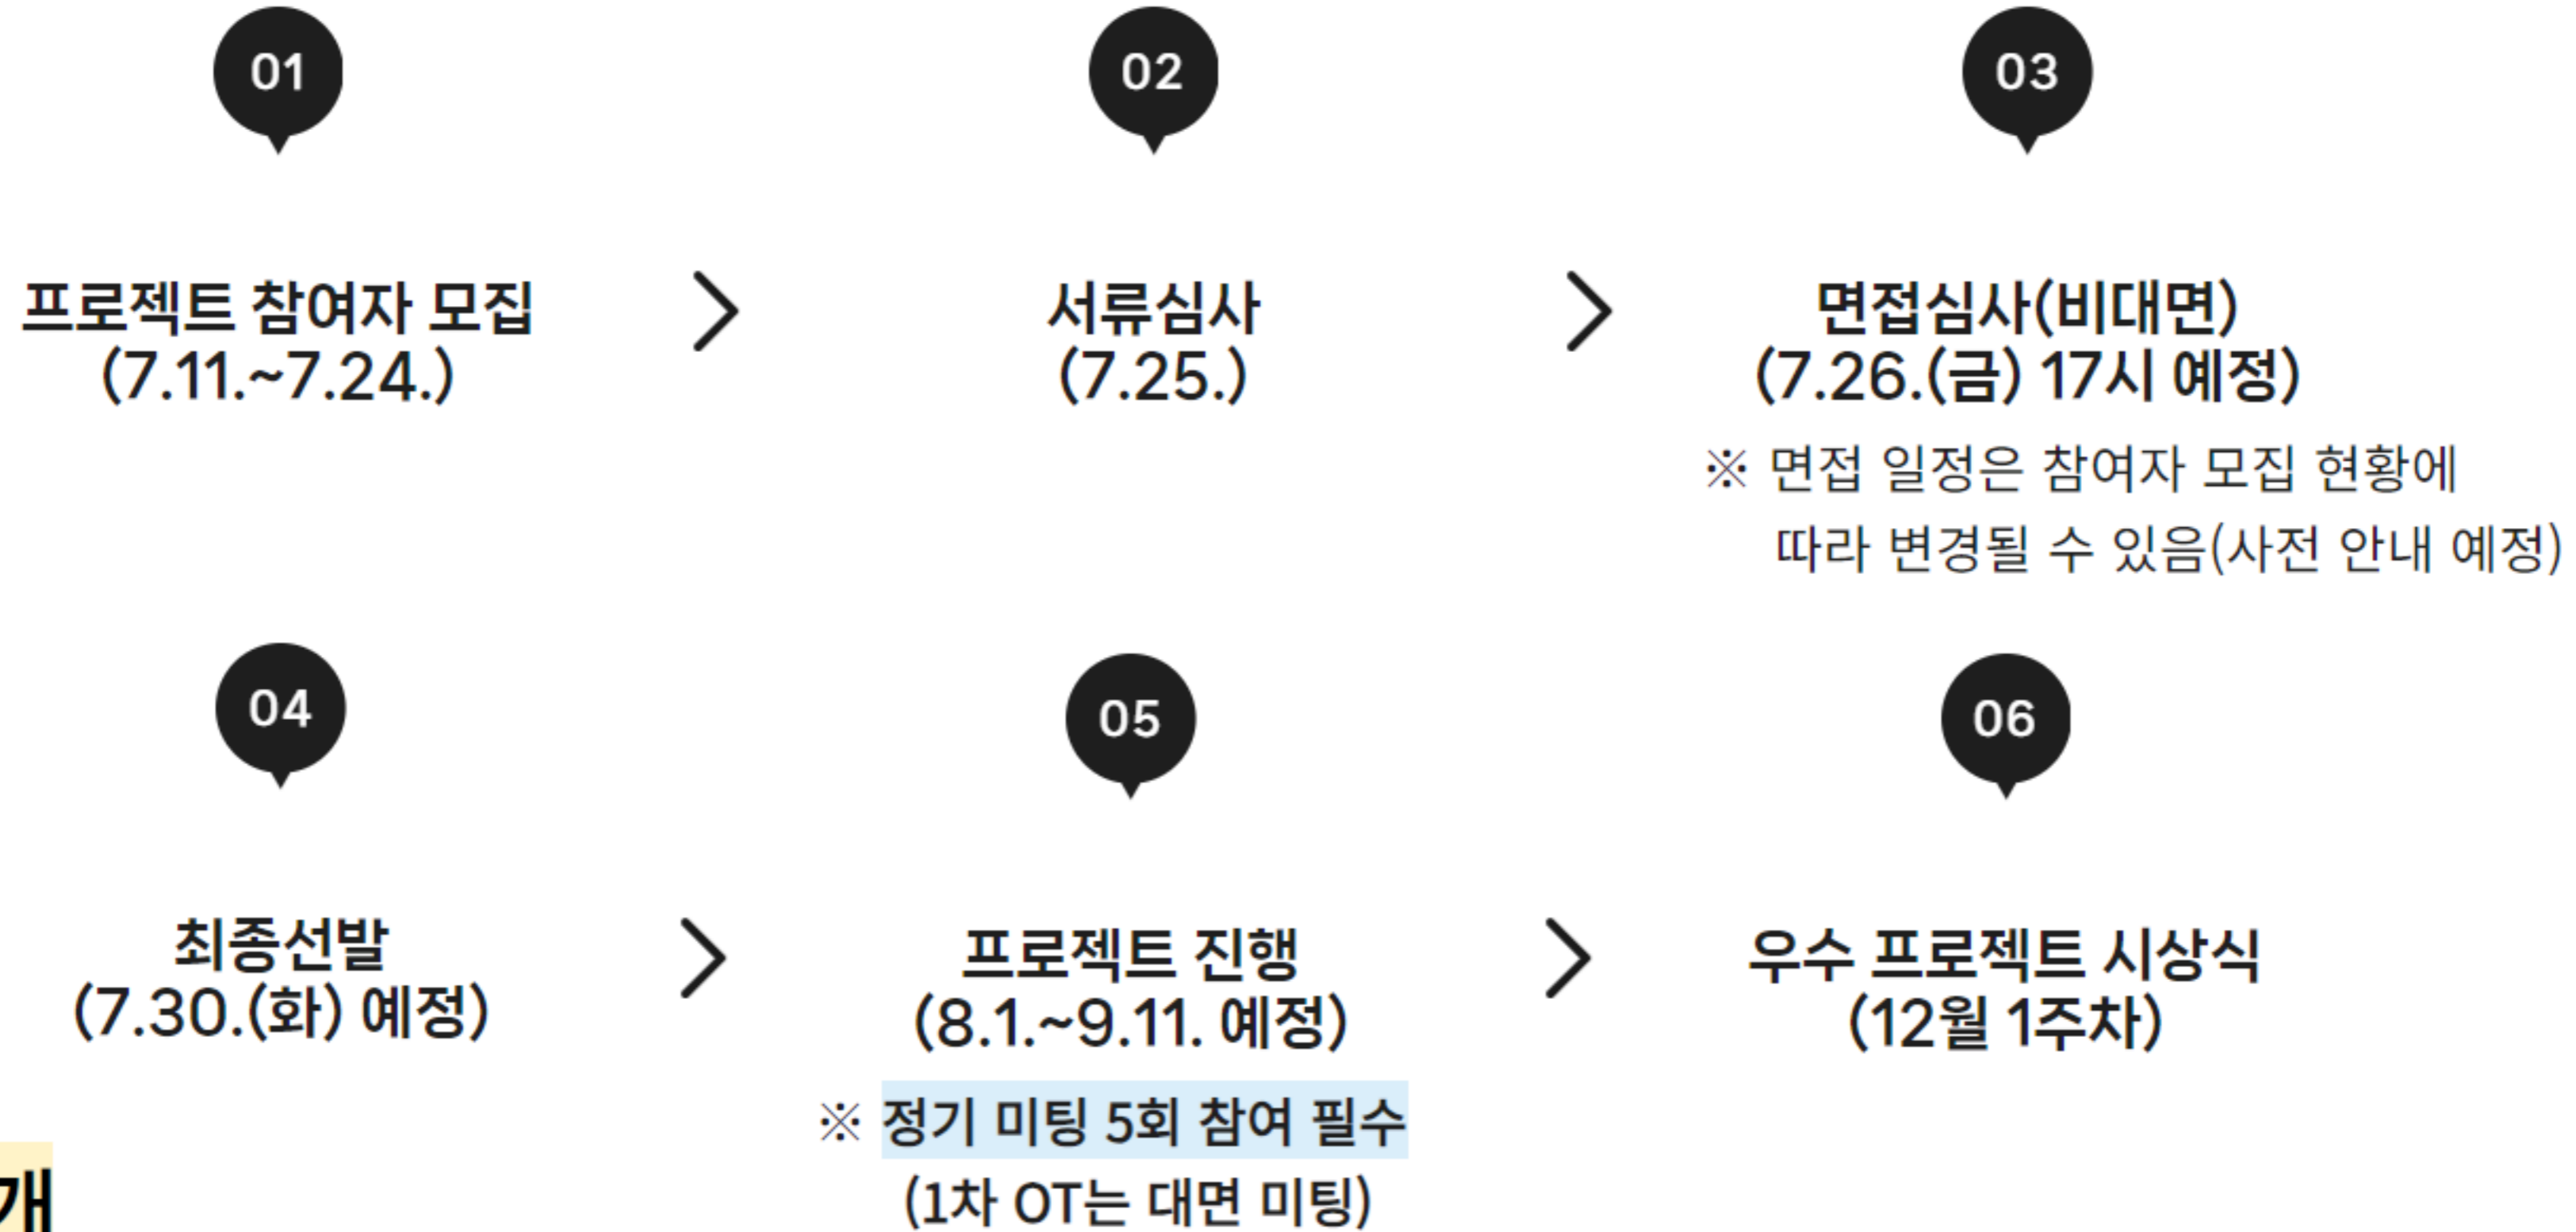 01
02
03
프로젝트 참여자 모집
(7.11.~7.24.)
서류심사
(7.25.)
면접심사(비대면)
(7.26.(금) 17시 예정)
※ 면접 일정은 참여자 모집 현황에
따라 변경될 수 있음(사전 안내 예정)
04
05
06
최종선발
(7.30.(화) 예정)
프로젝트 진행
(8.1.~9.11. 예정)
※ 정기 미팅 5회 참여 필수
(1차 OT는 대면 미팅)
우수 프로젝트 시상식
(12월 1주차)
개